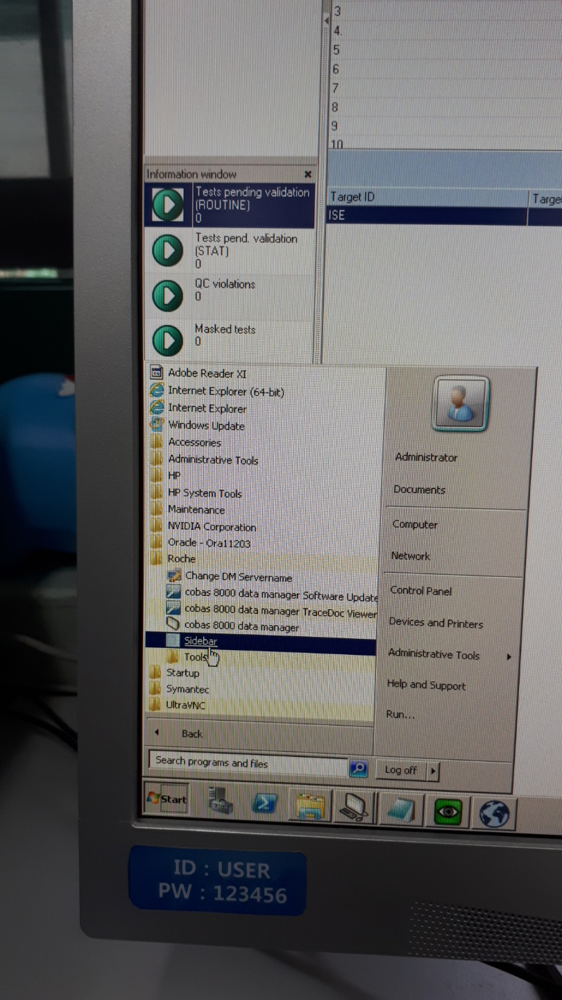 3
4.
5
6
7
8
9
10
Information window
Tests pending validation
(ROUTINE)
0
Tests pend. validation
(STAT)
0
QC violations
0
Masked tests
0
Target ID
Targe
ISE
Adobe Reader XI
Internet Explorer (64-bit)
Internet Explorer
Windows Update
Accessories
Administrative Tools
HP
HP System Tools
Maintenance
NVIDIA Corporation
Oracle - Ora11203
Roche
Change DM Servername
cobas 8000 data manager Software Update
cobas 8000 data manager TraceDoc Viewer
cobas 8000 data manager
Sidebar
Tools
Startup
Symantec
UltraVNC
Back
Search programs and files
Administrator
Documents
Computer
Network
Control Panel
Devices and Printers
Administrative Tools
Help and Support
Run...
Log off
Start
ID : USER
PW : 123456